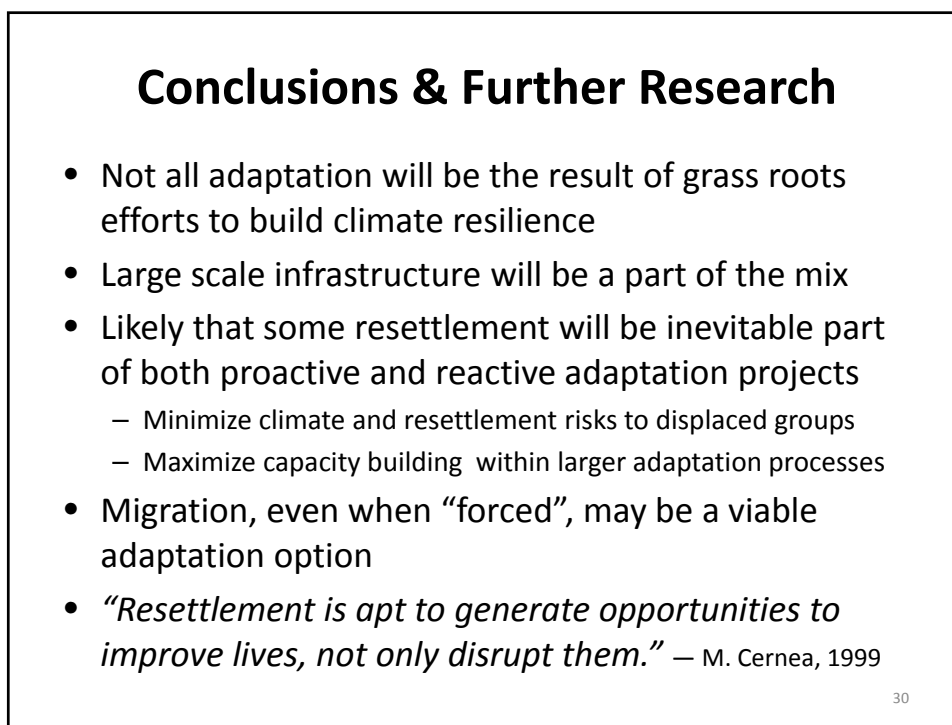 Conclusions & Further Research
• Not all adaptation will be the result of grass roots
efforts to build climate resilience
• Large scale infrastructure will be a part of the mix
• Likely that some resettlement will be inevitable part
of both proactive and reactive adaptation projects
– Minimize climate and resettlement risks to displaced groups
– Maximize capacity building within larger adaptation processes
• Migration, even when “forced”, may be a viable
adaptation option
• “Resettlement is apt to generate opportunities to
improve lives, not only disrupt them.” — M. Cernea, 1999
30